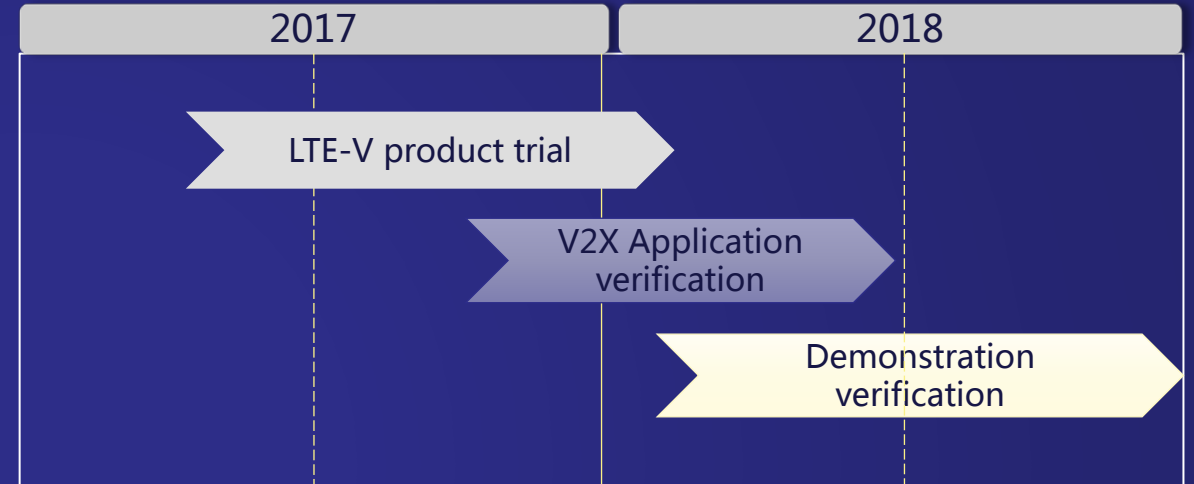 2017
2018
LTE-V product trial
V2X Application
verification
Demonstration
verification